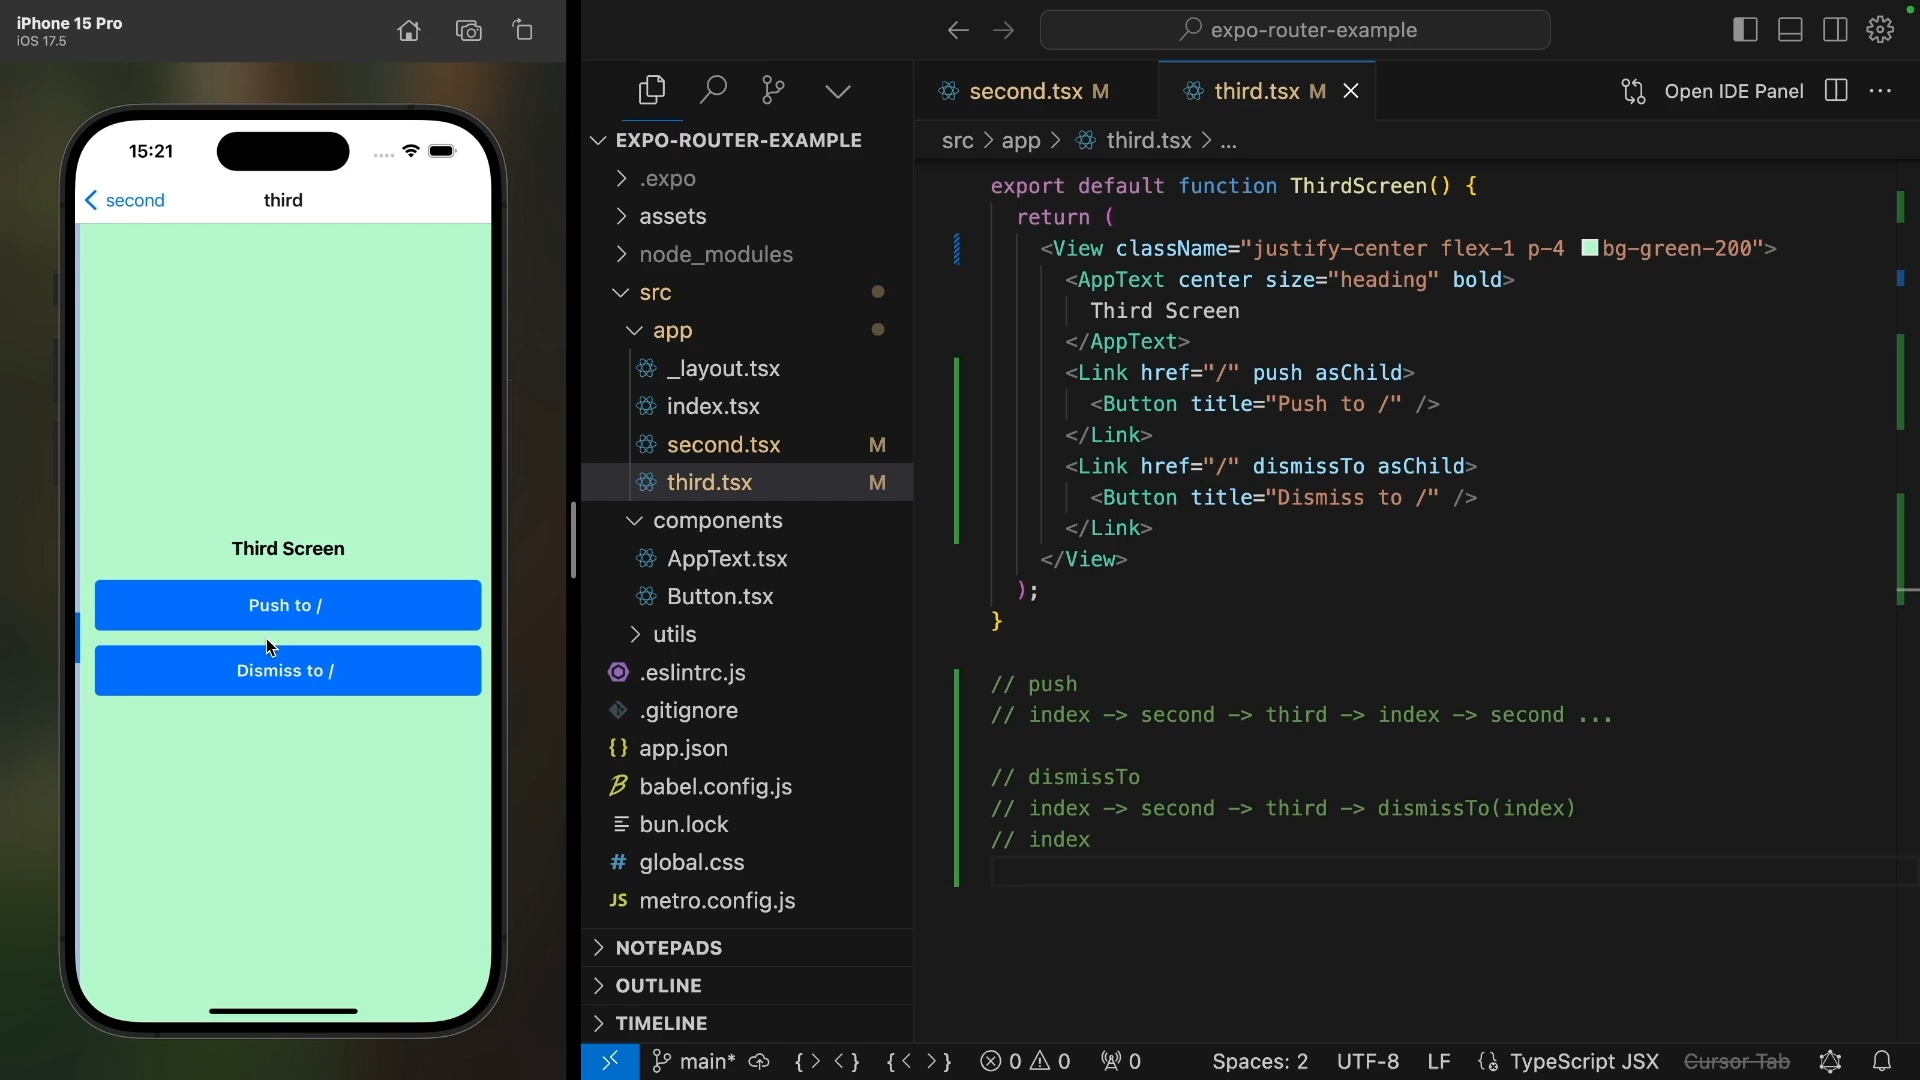 iPhone 15 Pro
iOS 17.5
15:21
second
third
Third Screen
Push to /
Dismiss to /
expo-router-example
EXPO-ROUTER-EXAMPLE
.expo
assets
node_modules
src
app
_layout.tsx
index.tsx
second.tsx M
third.tsx M
components
AppText.tsx
Button.tsx
utils
.eslintrc.js
.gitignore
{} app.json
babel.config.js
bun.lock
# global.css
JS metro.config.js
NOTEPADS
OUTLINE
TIMELINE
second.tsx M
third.tsx M
Open IDE Panel
src > app > third.tsx > ...
export default function ThirdScreen() {
return (
<View className="justify-center flex-1 p-4 bg-green-200">
<AppText center size="heading" bold>
Third Screen
</AppText>
<Link href="/" push asChild>
<Button title="Push to /" />
</Link>
<Link href="/" dismissTo asChild>
<Button title="Dismiss to /" />
</Link>
</View>
);
}
// push
// index -> second -> third -> index -> second ...
// dismissTo
// index -> second -> third -> dismissTo(index)
// index
main* {> <} {< >} 0 0 0 Spaces: 2 UTF-8 LF TypeScript JSX Cursor Tab